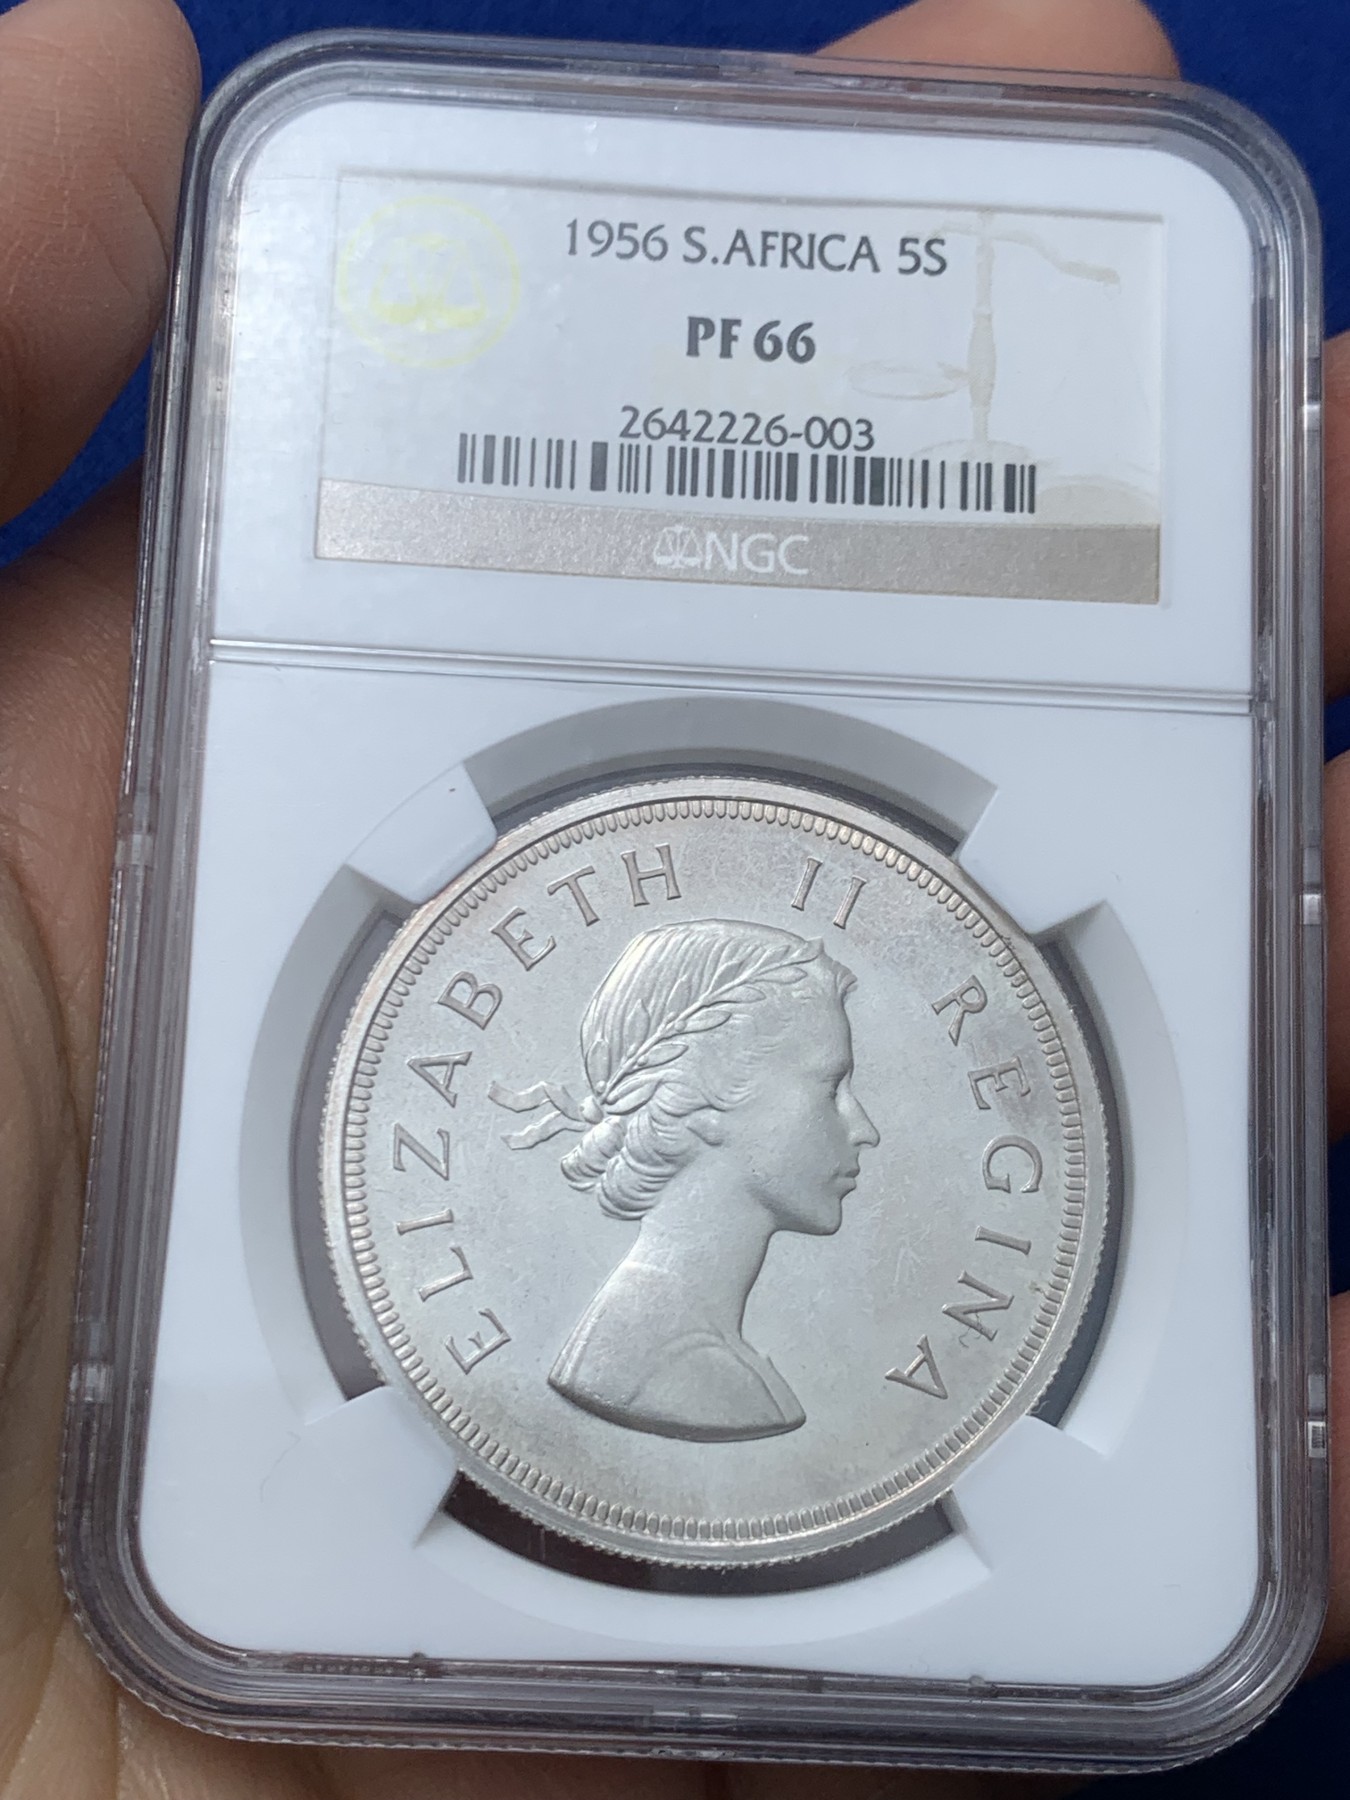 1956 S.AFRICA 5S
PF 66
2642226-003
NGC
ELIZABETH II REGINA